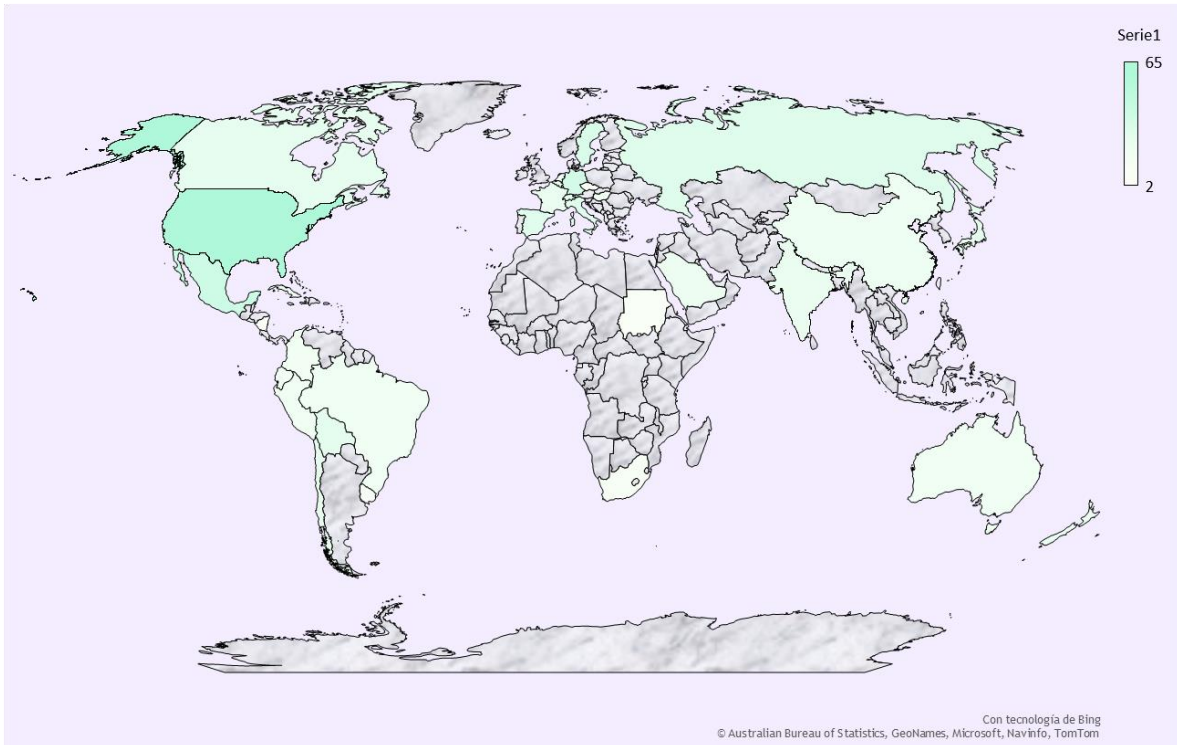 Serie1
65
2
Con tecnología de Bing
© Australian Bureau of Statistics, GeoNames, Microsoft, Navinfo, TomTom